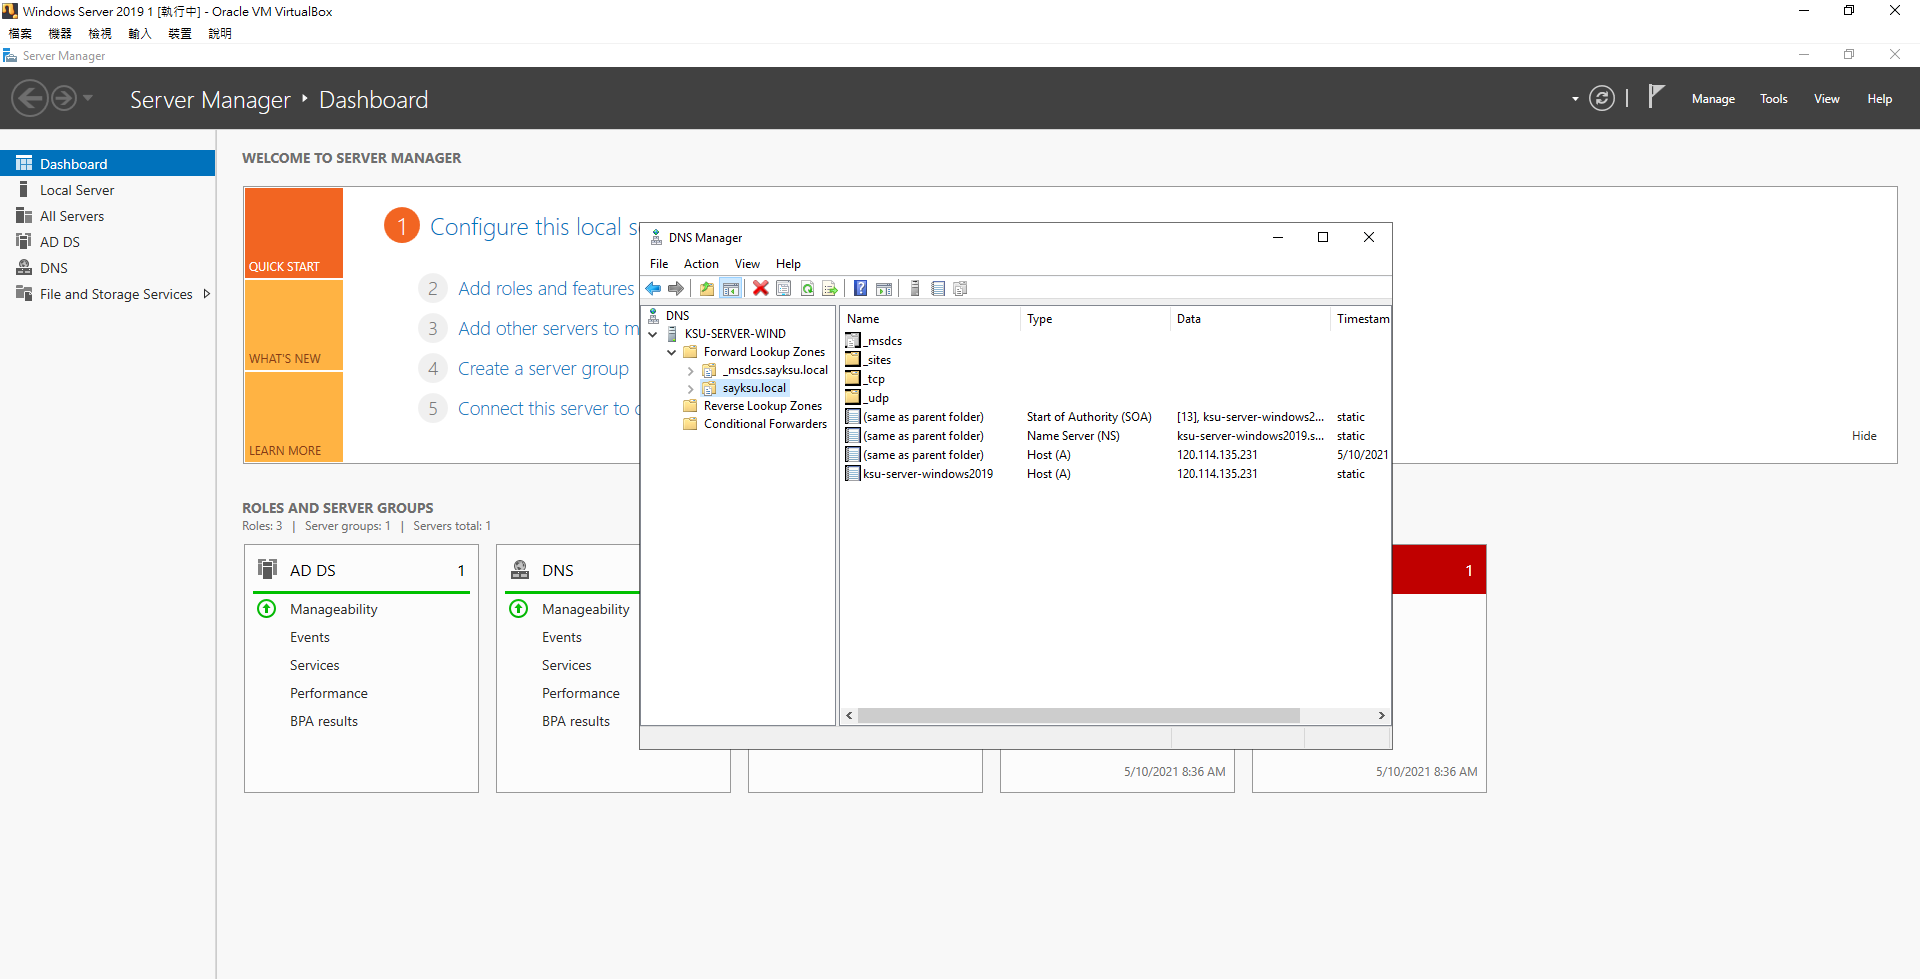 Windows Server 2019 1 [執行中] - Oracle VM VirtualBox
檔案 機器 檢視 輸入 裝置 說明
Server Manager
Server Manager ‣ Dashboard
Manage Tools View Help
Dashboard
Local Server
All Servers
AD DS
DNS
File and Storage Services
WELCOME TO SERVER MANAGER
QUICK START
WHAT'S NEW
LEARN MORE
1 Configure this local s
2 Add roles and features
3 Add other servers to m
4 Create a server group
5 Connect this server to c
Hide
DNS Manager
File Action View Help
DNS
KSU-SERVER-WIND
Forward Lookup Zones
_msdcs.sayksu.local
sayksu.local
Reverse Lookup Zones
Conditional Forwarders
Name Type Data Timestam
_msdcs
_sites
_tcp
_udp
(same as parent folder) Start of Authority (SOA) [13], ksu-server-windows2... static
(same as parent folder) Name Server (NS) ksu-server-windows2019.s... static
(same as parent folder) Host (A) 120.114.135.231 5/10/2021
ksu-server-windows2019 Host (A) 120.114.135.231 static
ROLES AND SERVER GROUPS
Roles: 3 | Server groups: 1 | Servers total: 1
AD DS 1
Manageability
Events
Services
Performance
BPA results
DNS
Manageability
Events
Services
Performance
BPA results
5/10/2021 8:36 AM
1
5/10/2021 8:36 AM